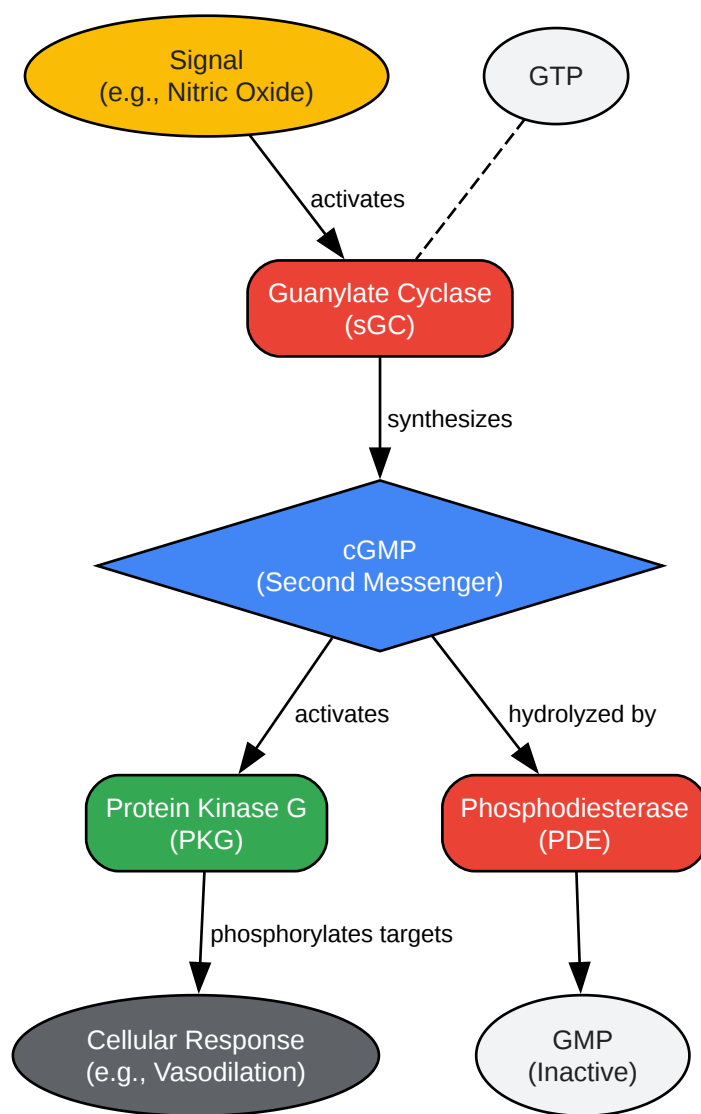 Signal
(e.g., Nitric Oxide)
GTP
activates
Guanylate Cyclase
(sGC)
synthesizes
cGMP
(Second Messenger)
activates
hydrolyzed by
Protein Kinase G
(PKG)
Phosphodiesterase
(PDE)
phosphorylates targets
Cellular Response
(e.g., Vasodilation)
GMP
(Inactive)